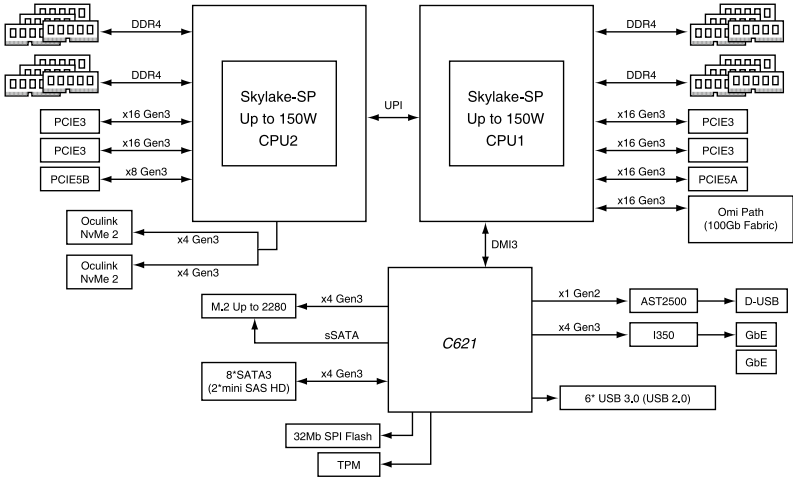 DDR4
DDR4
DDR4
DDR4
Skylake-SP
Up to 150W
CPU2
UPI
Skylake-SP
Up to 150W
CPU1
PCIE3
x16 Gen3
PCIE3
x16 Gen3
PCIE5B
x8 Gen3
x16 Gen3
PCIE3
x16 Gen3
PCIE3
x16 Gen3
PCIE5A
x16 Gen3
Omi Path
(100Gb Fabric)
Oculink
NvMe 2
x4 Gen3
Oculink
NvMe 2
x4 Gen3
DMI3
M.2 Up to 2280
x4 Gen3
sSATA
C621
x1 Gen2
AST2500
D-USB
x4 Gen3
I350
GbE
GbE
8*SATA3
(2*mini SAS HD)
x4 Gen3
6* USB 3.0 (USB 2.0)
32Mb SPI Flash
TPM